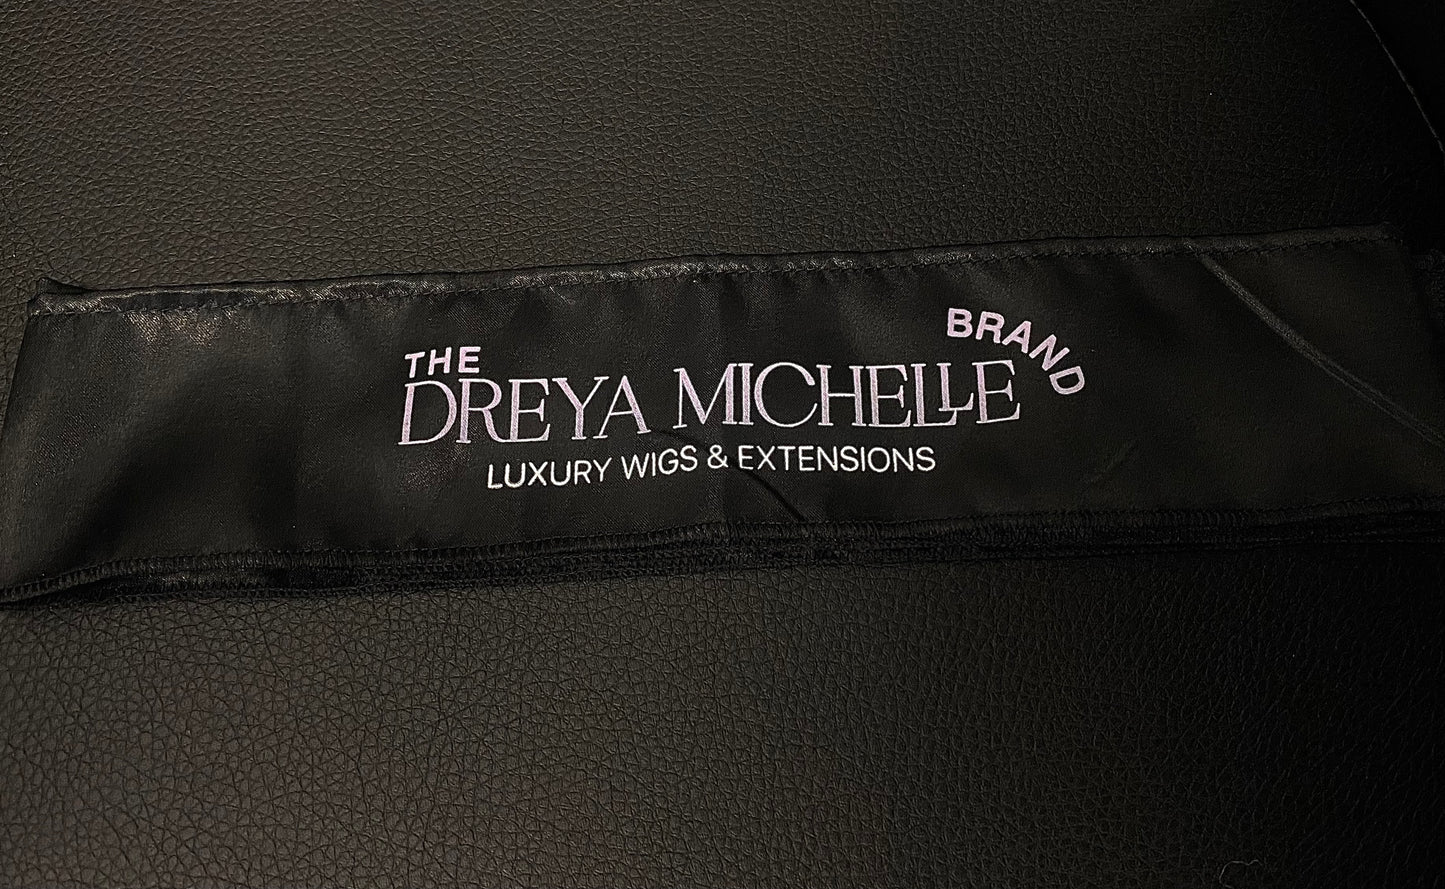 THE
DREYA MICHELLE
BRAND
LUXURY WIGS & EXTENSIONS